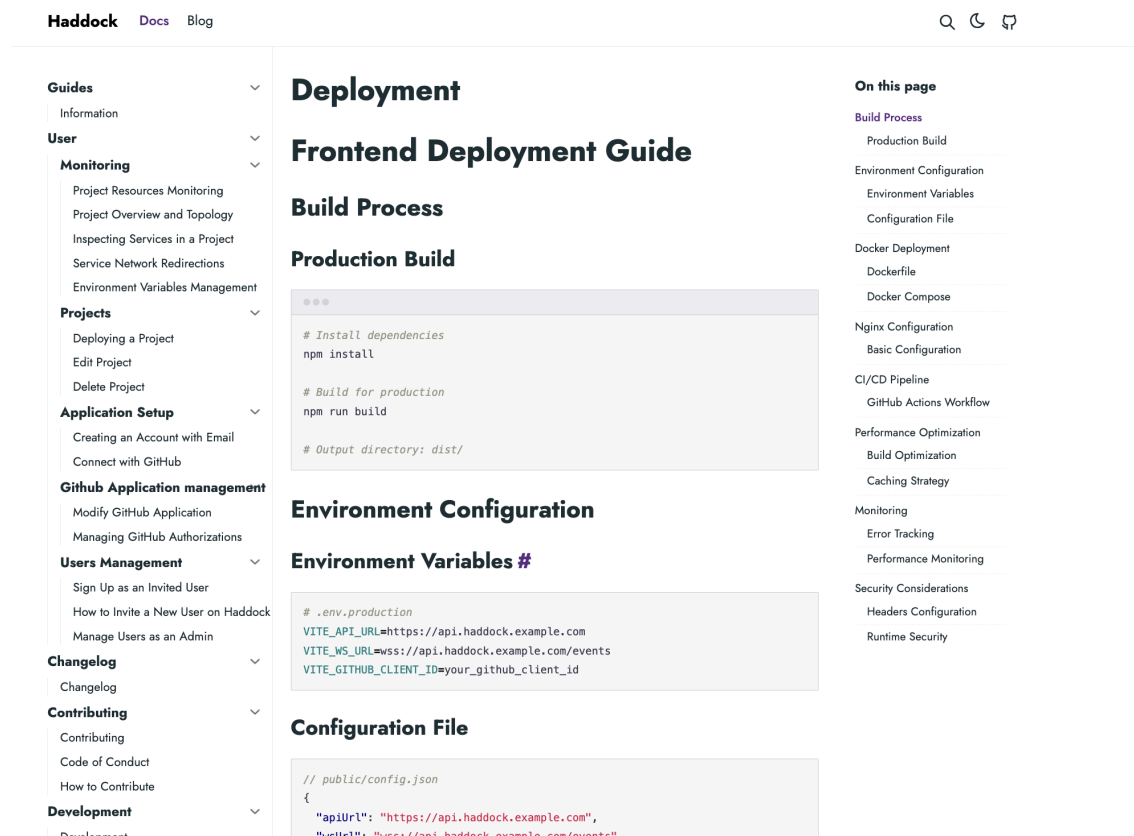 Haddock Docs Blog
Guides
Information
User
Monitoring
Project Resources Monitoring
Project Overview and Topology
Inspecting Services in a Project
Service Network Redirections
Environment Variables Management
Projects
Deploying a Project
Edit Project
Delete Project
Application Setup
Creating an Account with Email
Connect with GitHub
Github Application management
Modify GitHub Application
Managing GitHub Authorizations
Users Management
Sign Up as an Invited User
How to Invite a New User on Haddock
Manage Users as an Admin
Changelog
Changelog
Contributing
Contributing
Code of Conduct
How to Contribute
Development
Development
Deployment
Frontend Deployment Guide
Build Process
Production Build
# Install dependencies
npm install
# Build for production
npm run build
# Output directory: dist/
Environment Configuration
Environment Variables #
# .env.production
VITE_API_URL=https://api.haddock.example.com
VITE_WS_URL=wss://api.haddock.example.com/events
VITE_GITHUB_CLIENT_ID=your_github_client_id
Configuration File
// public/config.json
{
"apiUrl": "https://api.haddock.example.com",
"wsUrl": "wss://api.haddock.example.com/events"
On this page
Build Process
Production Build
Environment Configuration
Environment Variables
Configuration File
Docker Deployment
Dockerfile
Docker Compose
Nginx Configuration
Basic Configuration
CI/CD Pipeline
GitHub Actions Workflow
Performance Optimization
Build Optimization
Caching Strategy
Monitoring
Error Tracking
Performance Monitoring
Security Considerations
Headers Configuration
Runtime Security